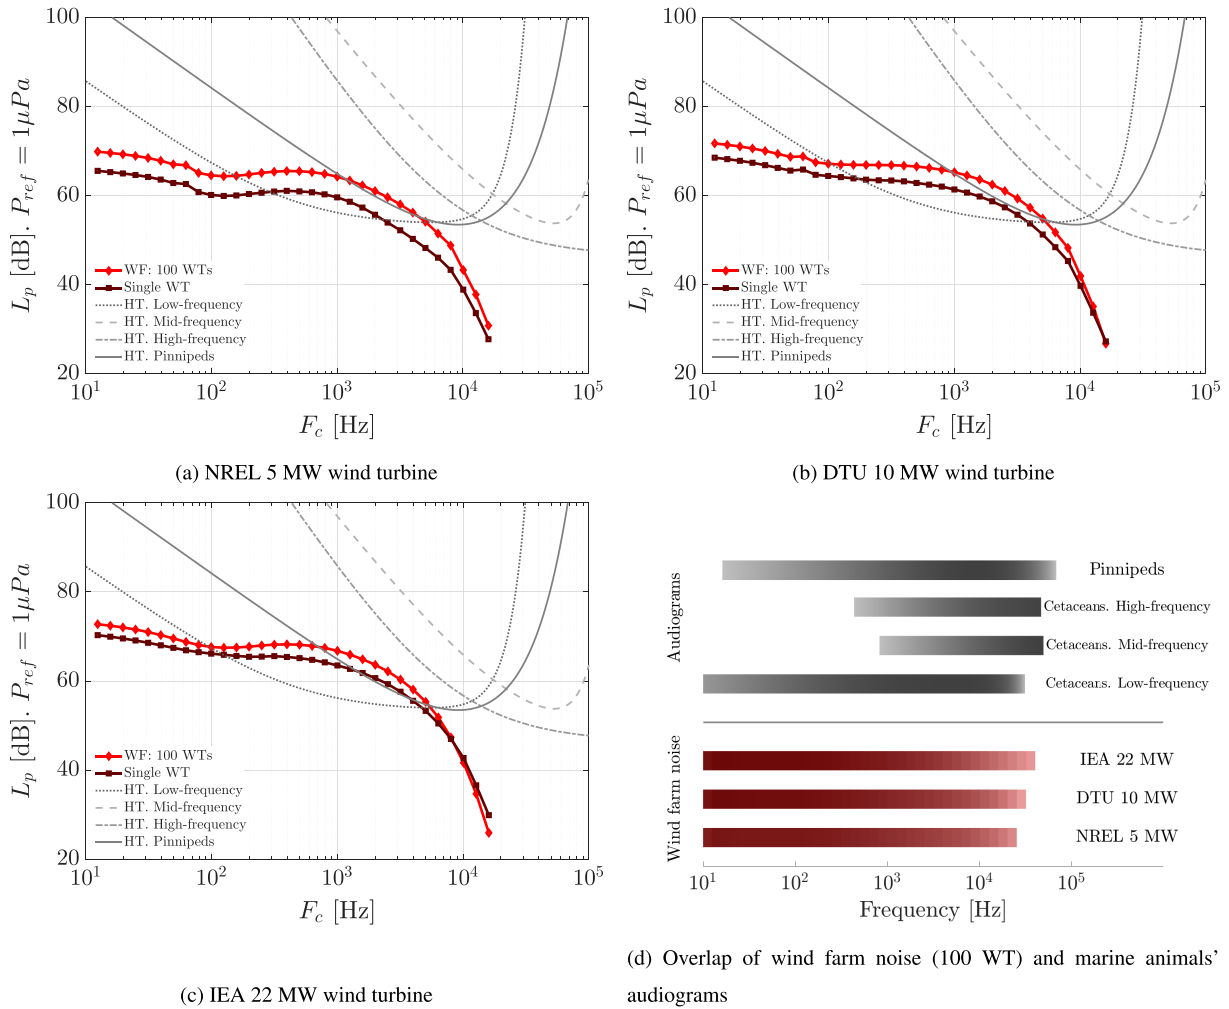 100
80
60
40
20
L_p [dB]. P_ref = 1μPa
WF: 100 WTs
Single WT
HT. Low-frequency
HT. Mid-frequency
HT. High-frequency
HT. Pinnipeds
10^1 10^2 10^3 10^4 10^5
F_c [Hz]
(a) NREL 5 MW wind turbine
100
80
60
40
20
L_p [dB]. P_ref = 1μPa
WF: 100 WTs
Single WT
HT. Low-frequency
HT. Mid-frequency
HT. High-frequency
HT. Pinnipeds
10^1 10^2 10^3 10^4 10^5
F_c [Hz]
(b) DTU 10 MW wind turbine
100
80
60
40
20
L_p [dB]. P_ref = 1μPa
WF: 100 WTs
Single WT
HT. Low-frequency
HT. Mid-frequency
HT. High-frequency
HT. Pinnipeds
10^1 10^2 10^3 10^4 10^5
F_c [Hz]
(c) IEA 22 MW wind turbine
Audiograms
Pinnipeds
Cetaceans. High-frequency
Cetaceans. Mid-frequency
Cetaceans. Low-frequency
Wind farm noise
IEA 22 MW
DTU 10 MW
NREL 5 MW
10^1 10^2 10^3 10^4 10^5
Frequency [Hz]
(d) Overlap of wind farm noise (100 WT) and marine animals'
audiograms